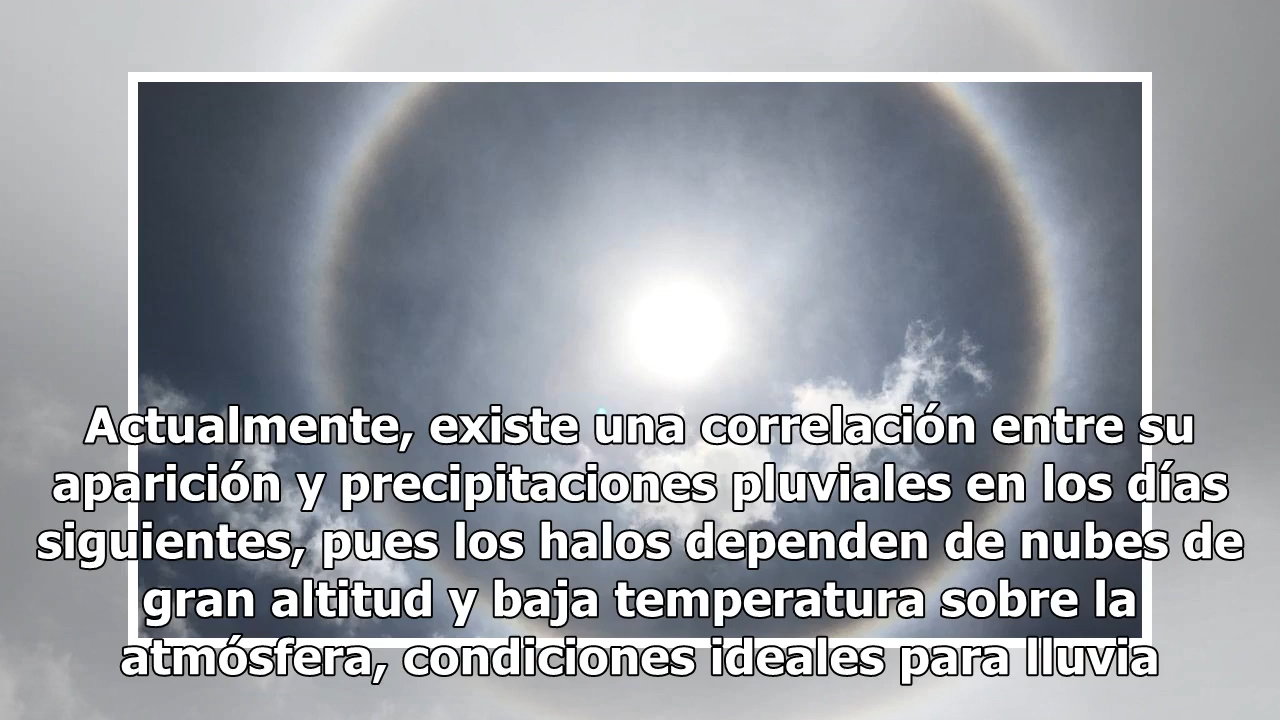 Actualmente, existe una correlación entre su
aparición y precipitaciones pluviales en los días
siguientes, pues los halos dependen de nubes de
gran altitud y baja temperatura sobre la
atmósfera, condiciones ideales para lluvia